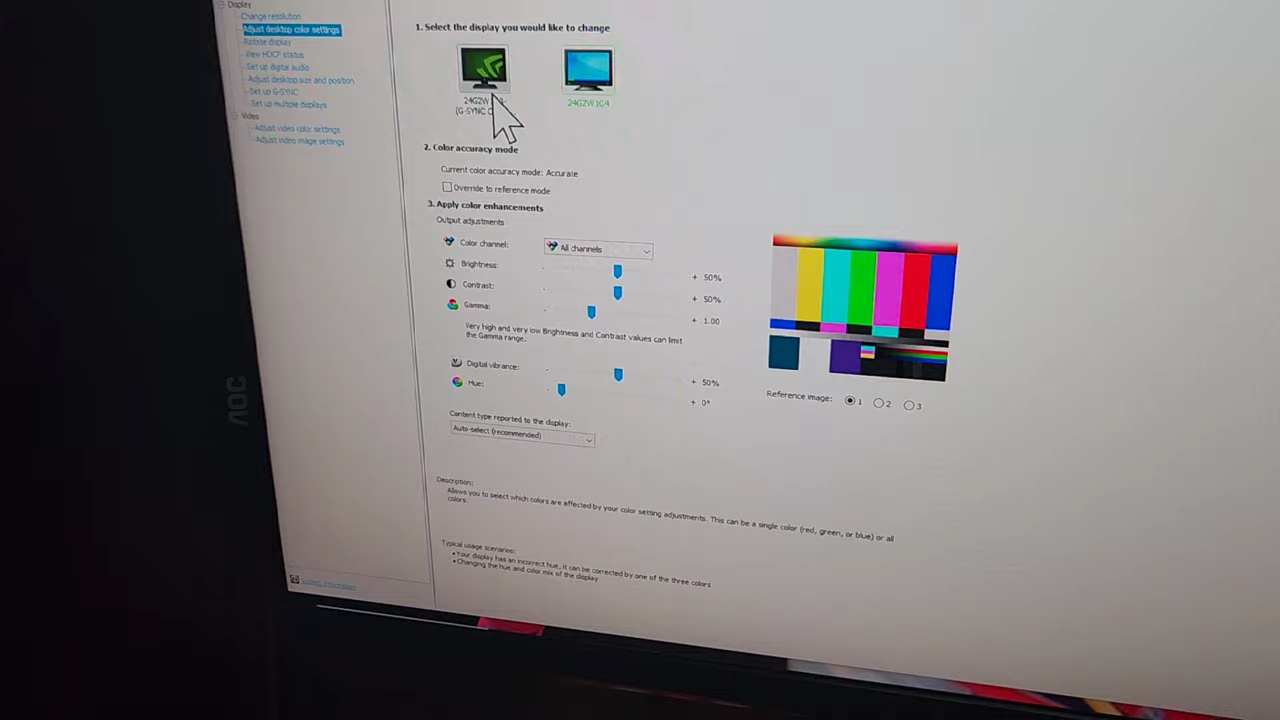 Display
Change resolution
Adjust desktop color settings
Rotate display
View HDCP status
Set up digital audio
Adjust desktop size and position
Set up G-SYNC
Set up multiple displays
Video
Adjust video color settings
Adjust video image settings
System Information
1. Select the display you would like to change
24G2W
(G-SYNC
24G2W1G4
2. Color accuracy mode
Current color accuracy mode: Accurate
Override to reference mode
3. Apply color enhancements
Output adjustments
Color channel: All channels
Brightness: - + 50%
Contrast: - + 50%
Gamma: - + 1.00
Very high and very low Brightness and Contrast values can limit
the Gamma range.
Digital vibrance: - + 50%
Hue: - + 0°
Content type reported to the display:
Auto-select (recommended)
Reference image: 1 2 3
Description:
Allows you to select which colors are affected by your color setting adjustments. This can be a single color (red, green, or blue) or all
colors.
Typical usage scenarios:
•Your display has an incorrect hue, it can be corrected by one of the three colors
•Changing the hue and color mix of the display
AOC